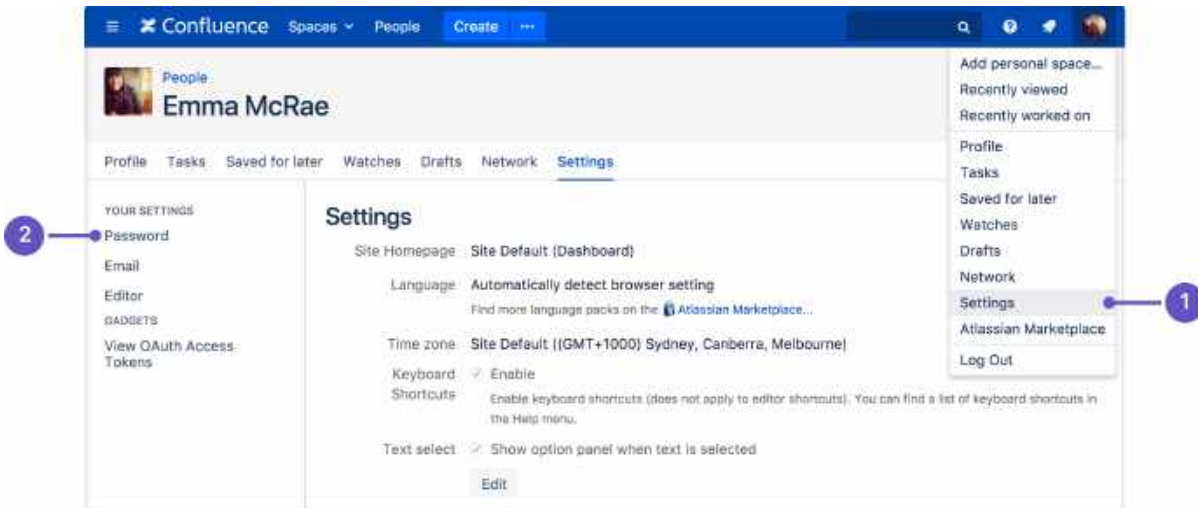 Confluence Spaces People Create ...
People
Emma McRae
Profile Tasks Saved for later Watches Drafts Network Settings
YOUR SETTINGS
Password
Email
Editor
GADGETS
View OAuth Access
Tokens
Settings
Site Homepage Site Default (Dashboard)
Language Automatically detect browser setting
Find more language packs on the Atlassian Marketplace...
Time zone Site Default ((GMT+1000) Sydney, Canberra, Melbourne)
Keyboard Enable
Shortcuts Enable keyboard shortcuts (does not apply to editor shortcuts). You can find a list of keyboard shortcuts in
the Help menu.
Text select Show option panel when text is selected
Edit
Add personal space...
Recently viewed
Recently worked on
Profile
Tasks
Saved for later
Watches
Drafts
Network
Settings
Atlassian Marketplace
Log Out
1
2